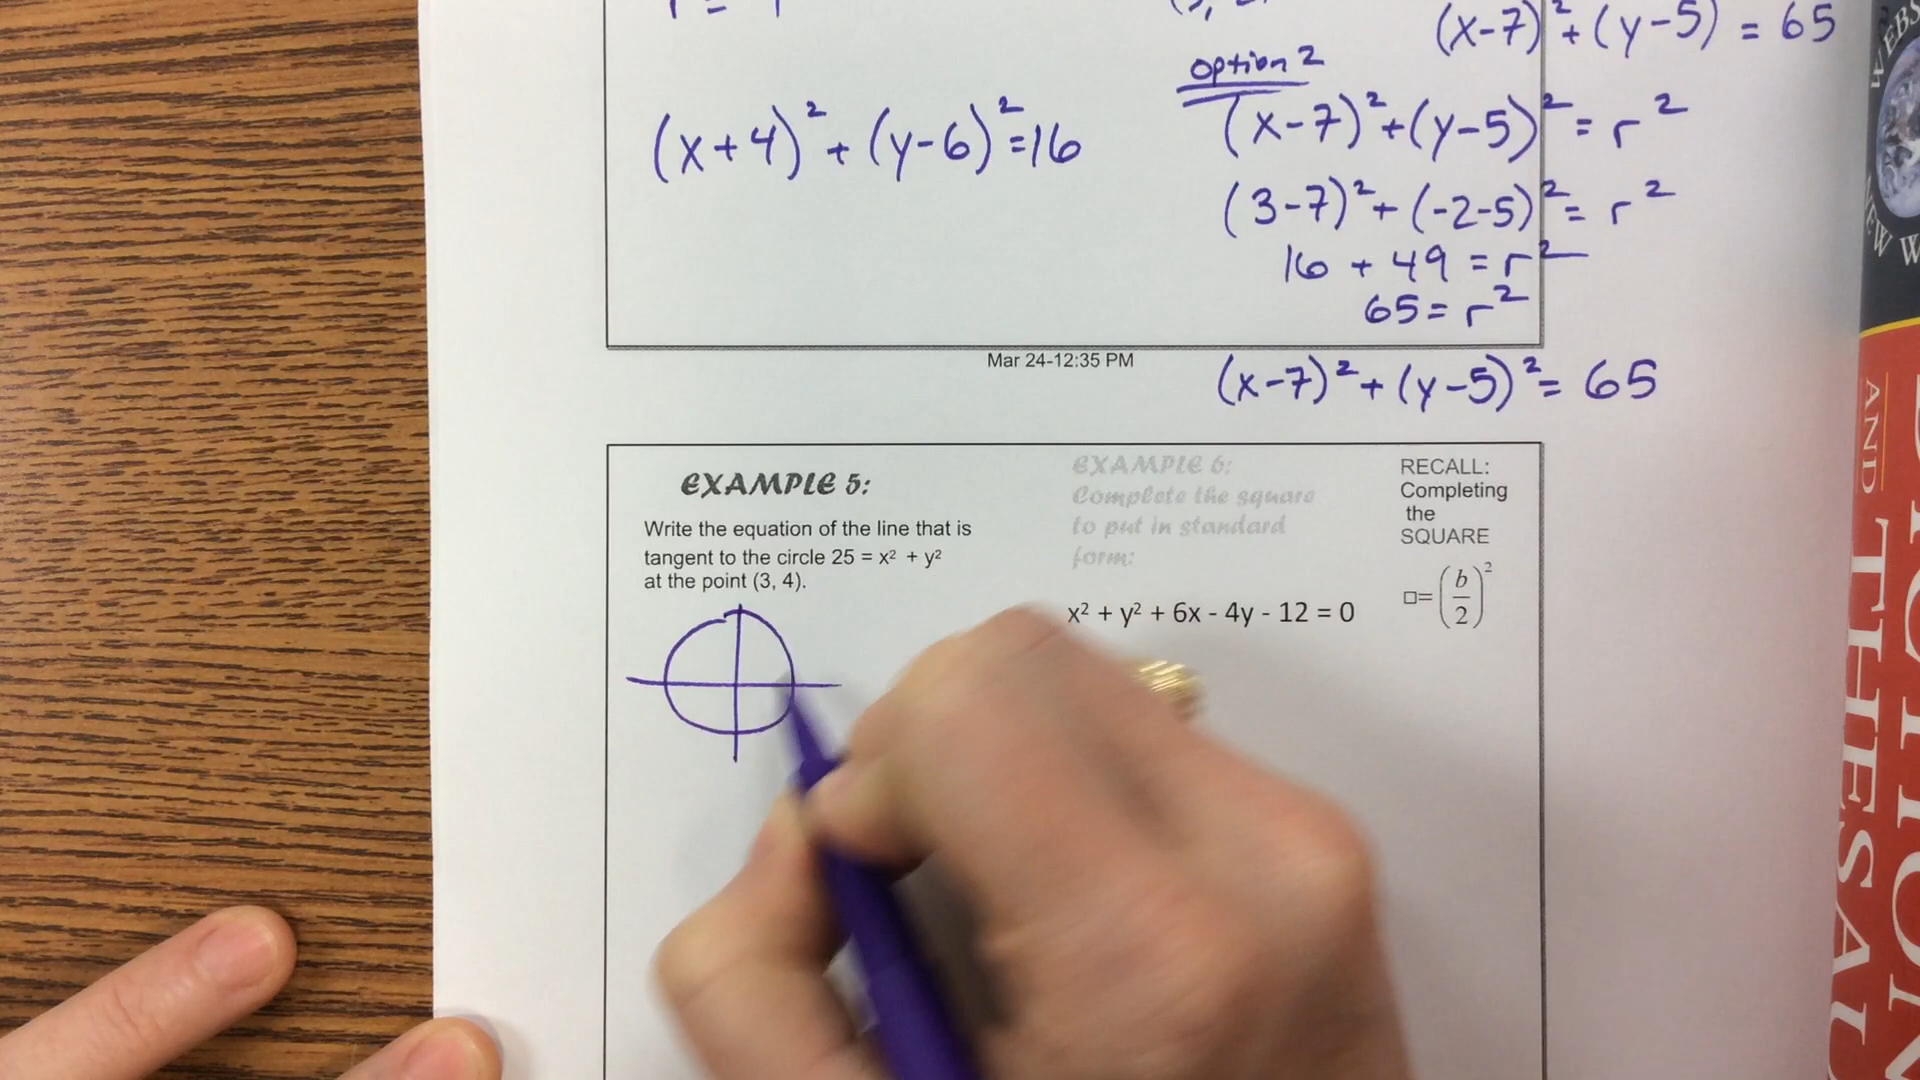 (x-7)²+(y-5) = 65
option 2
(x+4)²+(y-6)²=16
(x-7)²+(y-5)²=r²
(3-7)²+(-2-5)²=r²
16 + 49 = r²
65 = r²
Mar 24-12:35 PM
(x-7)²+(y-5)²= 65
EXAMPLE 5:
Write the equation of the line that is
tangent to the circle 25 = x² + y²
at the point (3, 4).
EXAMPLE 6:
Complete the square
to put in standard
form:
x² + y² + 6x - 4y - 12 = 0
RECALL:
Completing
the
SQUARE
□=(b/2)²
NEW
AND